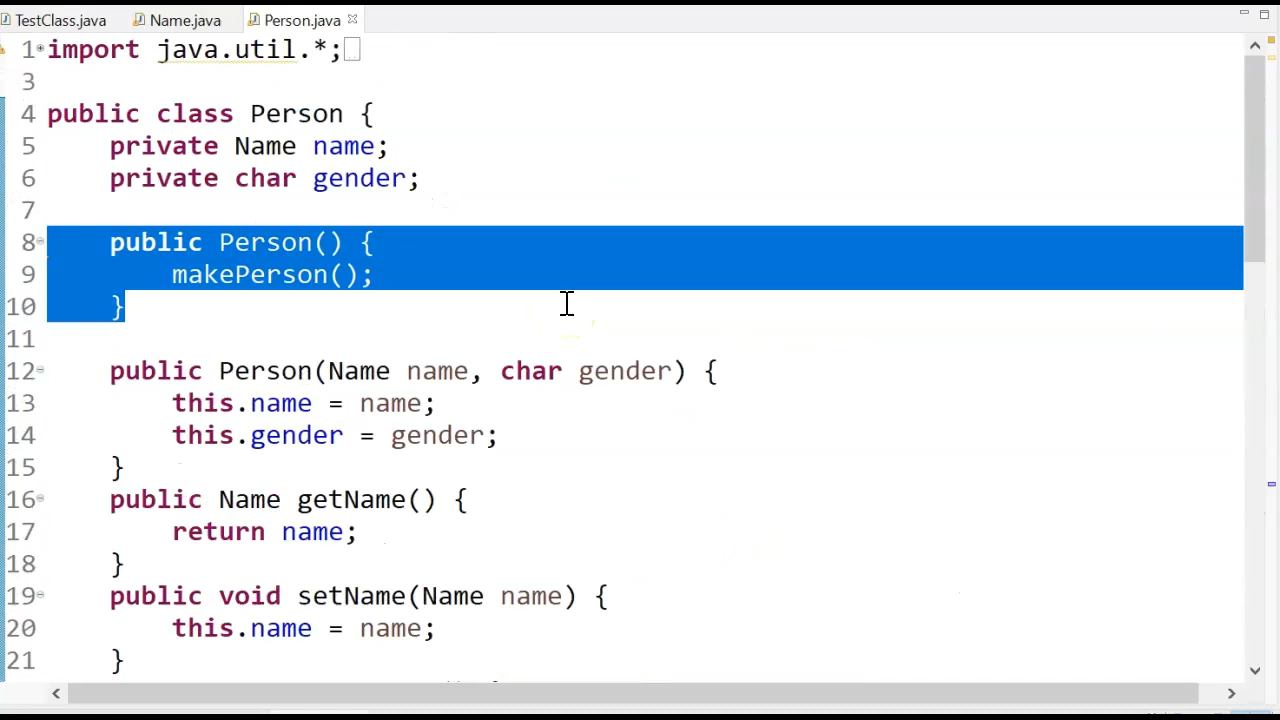 TestClass.java Name.java Person.java
1 import java.util.*;
3
4 public class Person {
5 private Name name;
6 private char gender;
7
8 public Person() {
9 makePerson();
10 }
11
12 public Person(Name name, char gender) {
13 this.name = name;
14 this.gender = gender;
15 }
16 public Name getName() {
17 return name;
18 }
19 public void setName(Name name) {
20 this.name = name;
21 }